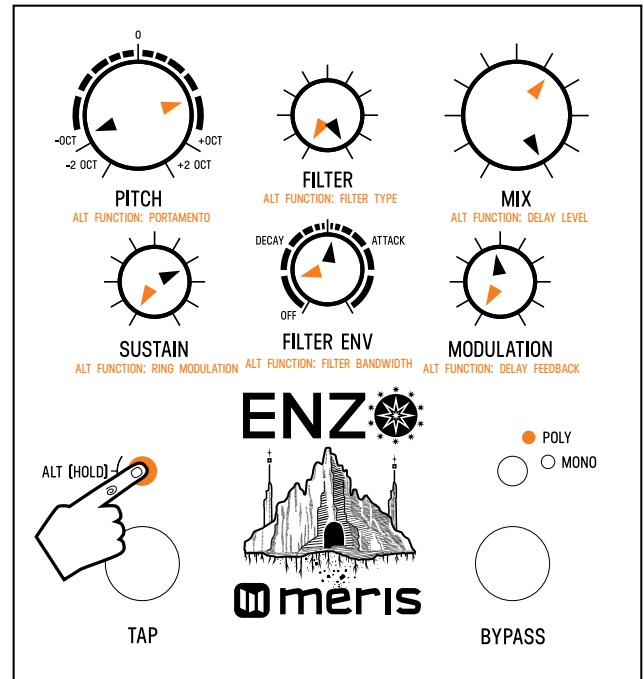 0
-OCT
+OCT
-2 OCT
+2 OCT
PITCH
ALT FUNCTION: PORTAMENTO
FILTER
ALT FUNCTION: FILTER TYPE
MIX
ALT FUNCTION: DELAY LEVEL
DECAY
ATTACK
OFF
SUSTAIN
ALT FUNCTION: RING MODULATION
FILTER ENV
ALT FUNCTION: FILTER BANDWIDTH
MODULATION
ALT FUNCTION: DELAY FEEDBACK
ENZO
POLY
MONO
ALT (HOLD)
meris
TAP
BYPASS